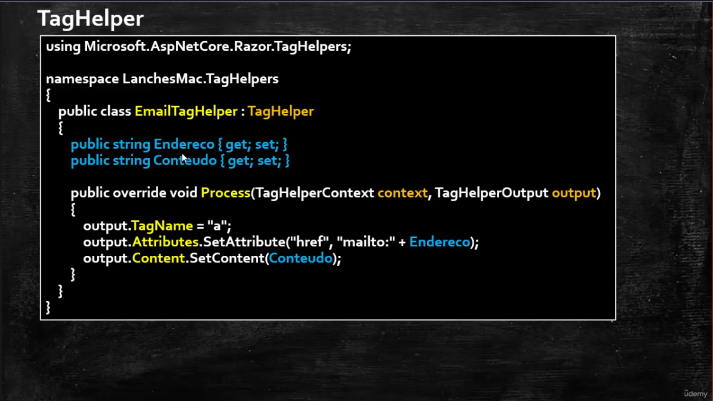 TagHelper
using Microsoft.AspNetCore.Razor.TagHelpers;
namespace LanchesMac.TagHelpers
{
public class EmailTagHelper : TagHelper
{
public string Endereco { get; set; }
public string Conteudo { get; set; }
public override void Process(TagHelperContext context, TagHelperOutput output)
{
output.TagName = "a";
output.Attributes.SetAttribute("href", "mailto:" + Endereco);
output.Content.SetContent(Conteudo);
}
}
}
ûdemy